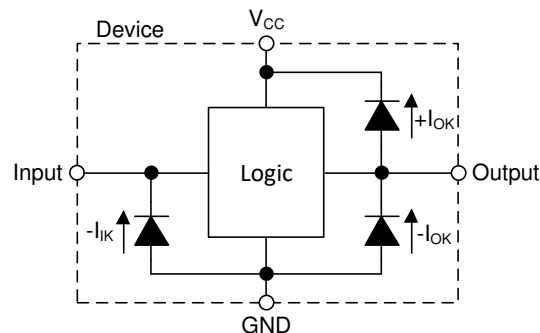 Device
VCC
+IOK
Input
Logic
Output
-IIK
-IOK
GND